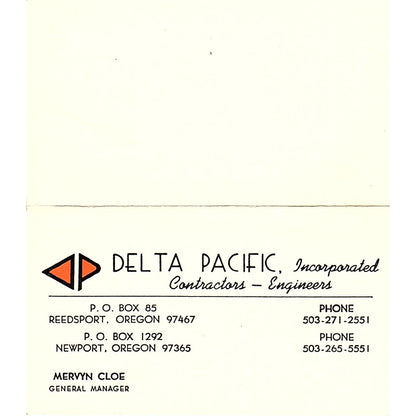 DP DELTA PACIFIC, Incorporated
Contractors — Engineers
P. O. BOX 85 PHONE
REEDSPORT, OREGON 97467 503-271-2551
P. O. BOX 1292 PHONE
NEWPORT, OREGON 97365 503-265-5551
MERVYN CLOE
GENERAL MANAGER